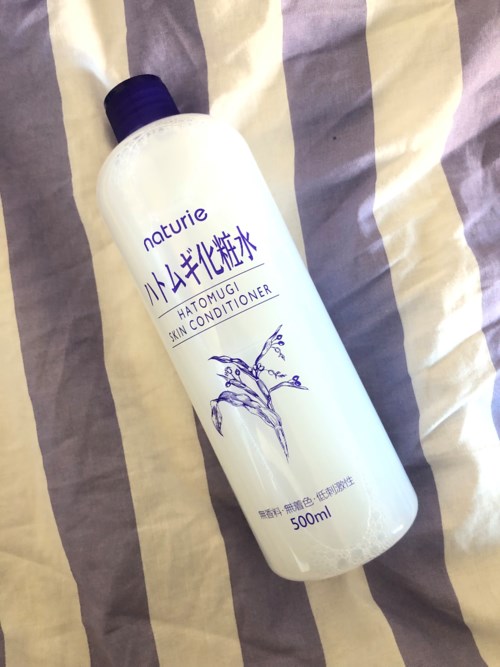 naturie
ハトムギ化粧水
HATOMUGI
SKIN CONDITIONER
無香料・無着色・低刺激性
500ml